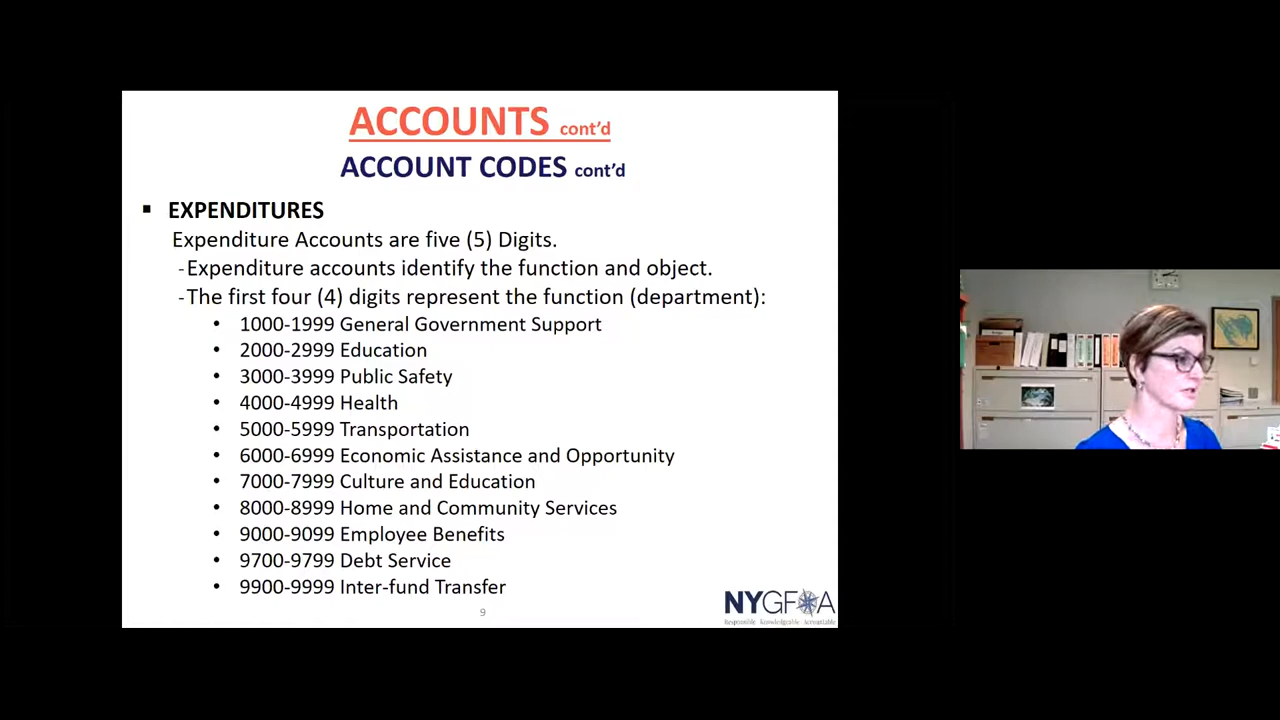 ACCOUNTS cont'd
ACCOUNT CODES cont'd
▪ EXPENDITURES
Expenditure Accounts are five (5) Digits.
-Expenditure accounts identify the function and object.
-The first four (4) digits represent the function (department):
• 1000-1999 General Government Support
• 2000-2999 Education
• 3000-3999 Public Safety
• 4000-4999 Health
• 5000-5999 Transportation
• 6000-6999 Economic Assistance and Opportunity
• 7000-7999 Culture and Education
• 8000-8999 Home and Community Services
• 9000-9099 Employee Benefits
• 9700-9799 Debt Service
• 9900-9999 Inter-fund Transfer
9
NYGFOA
Responsible Knowledgeable Accountable